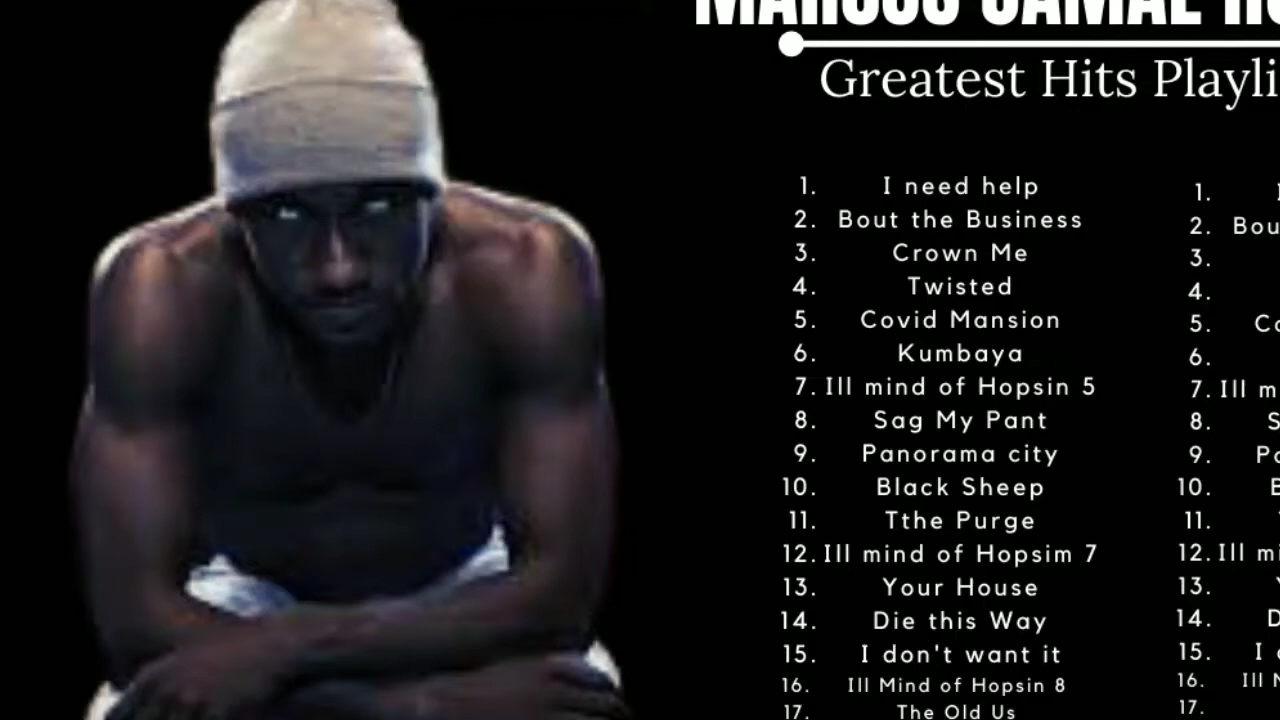 MARCUS JAMAL
Greatest Hits Playli
1. I need help
2. Bout the Business
3. Crown Me
4. Twisted
5. Covid Mansion
6. Kumbaya
7. Ill mind of Hopsin 5
8. Sag My Pant
9. Panorama city
10. Black Sheep
11. Tthe Purge
12. Ill mind of Hopsim 7
13. Your House
14. Die this Way
15. I don't want it
16. Ill Mind of Hopsin 8
17. The Old Us
1. I
2. Bou
3.
4.
5. Co
6.
7. Ill m
8. S
9. Pa
10. B
11.
12. Ill mi
13. Y
14. D
15. I
16. Ill
17.